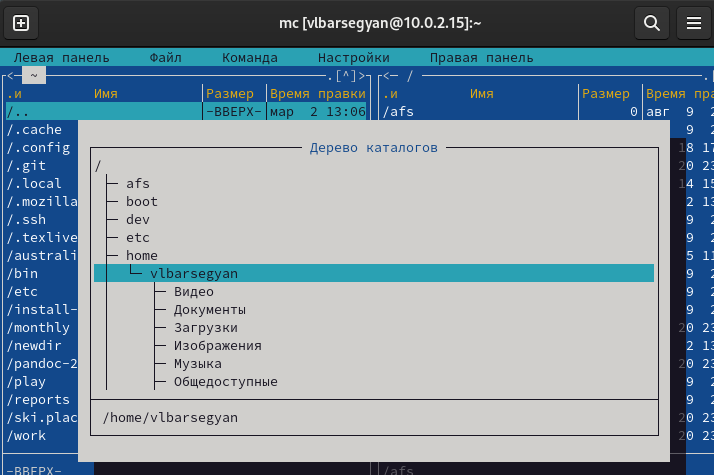 mc [vlbarsegyan@10.0.2.15]:~
Левая панель Файл Команда Настройки Правая панель
<— ~ .[^]> <— / 
.и Имя Размер Время правки .и Имя Размер Время прав
/.. -ВВЕРХ- мар 2 13:06 /afs 0 авг 9 2
/.cache 9 2
/.config 18 17
/.git 20 23
/.local 14 15
/.mozilla 2 13
/.ssh 9 2
/.texlive 9 2
/australi 5 11
/bin 9 2
/etc 9 2
/install- 9 2
/monthly 20 23
/newdir 2 13
/pandoc-2 20 23
/play 9 2
/reports 9 2
/ski.plac 20 23
/work 20 23
-ВВЕРХ- /afs
Дерево каталогов
/
afs
boot
dev
etc
home
vlbarsegyan
Видео
Документы
Загрузки
Изображения
Музыка
Общедоступные
/home/vlbarsegyan